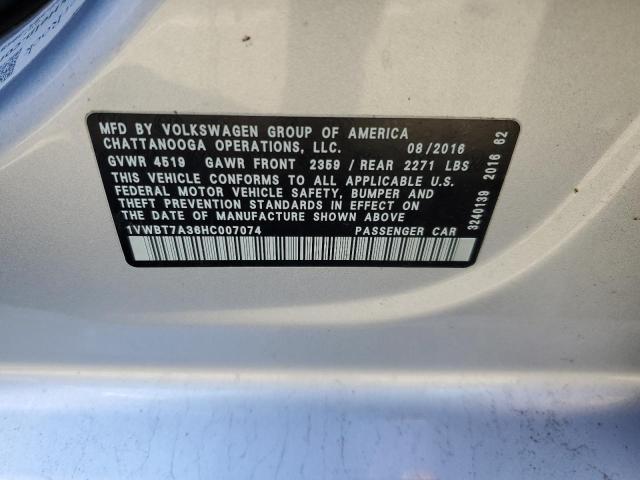 MFD BY VOLKSWAGEN GROUP OF AMERICA
CHATTANOOGA OPERATIONS, LLC. 08/2016
GVWR 4519 GAWR FRONT 2359 / REAR 2271 LBS
THIS VEHICLE CONFORMS TO ALL APPLICABLE U.S.
FEDERAL MOTOR VEHICLE SAFETY, BUMPER AND
THEFT PREVENTION STANDARDS IN EFFECT ON
THE DATE OF MANUFACTURE SHOWN ABOVE
1VWBT7A36HC007074 PASSENGER CAR
3240139 2016 62